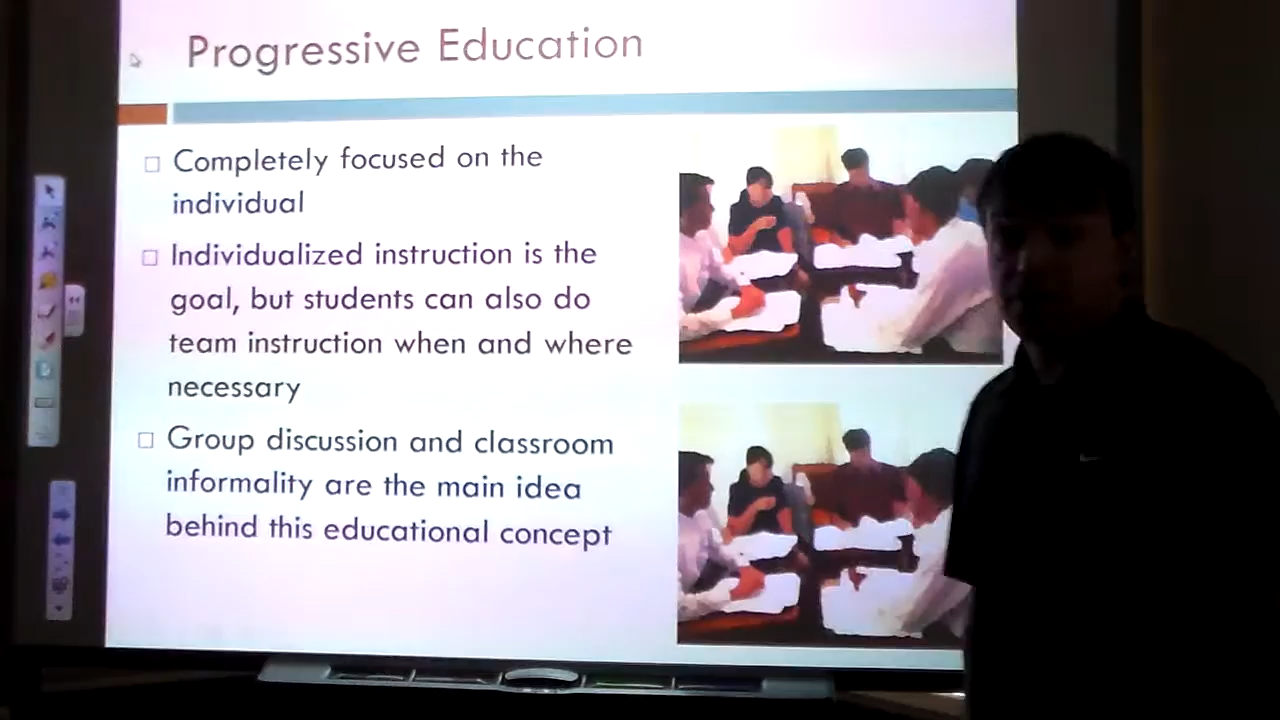 Progressive Education
Completely focused on the
individual
Individualized instruction is the
goal, but students can also do
team instruction when and where
necessary
Group discussion and classroom
informality are the main idea
behind this educational concept